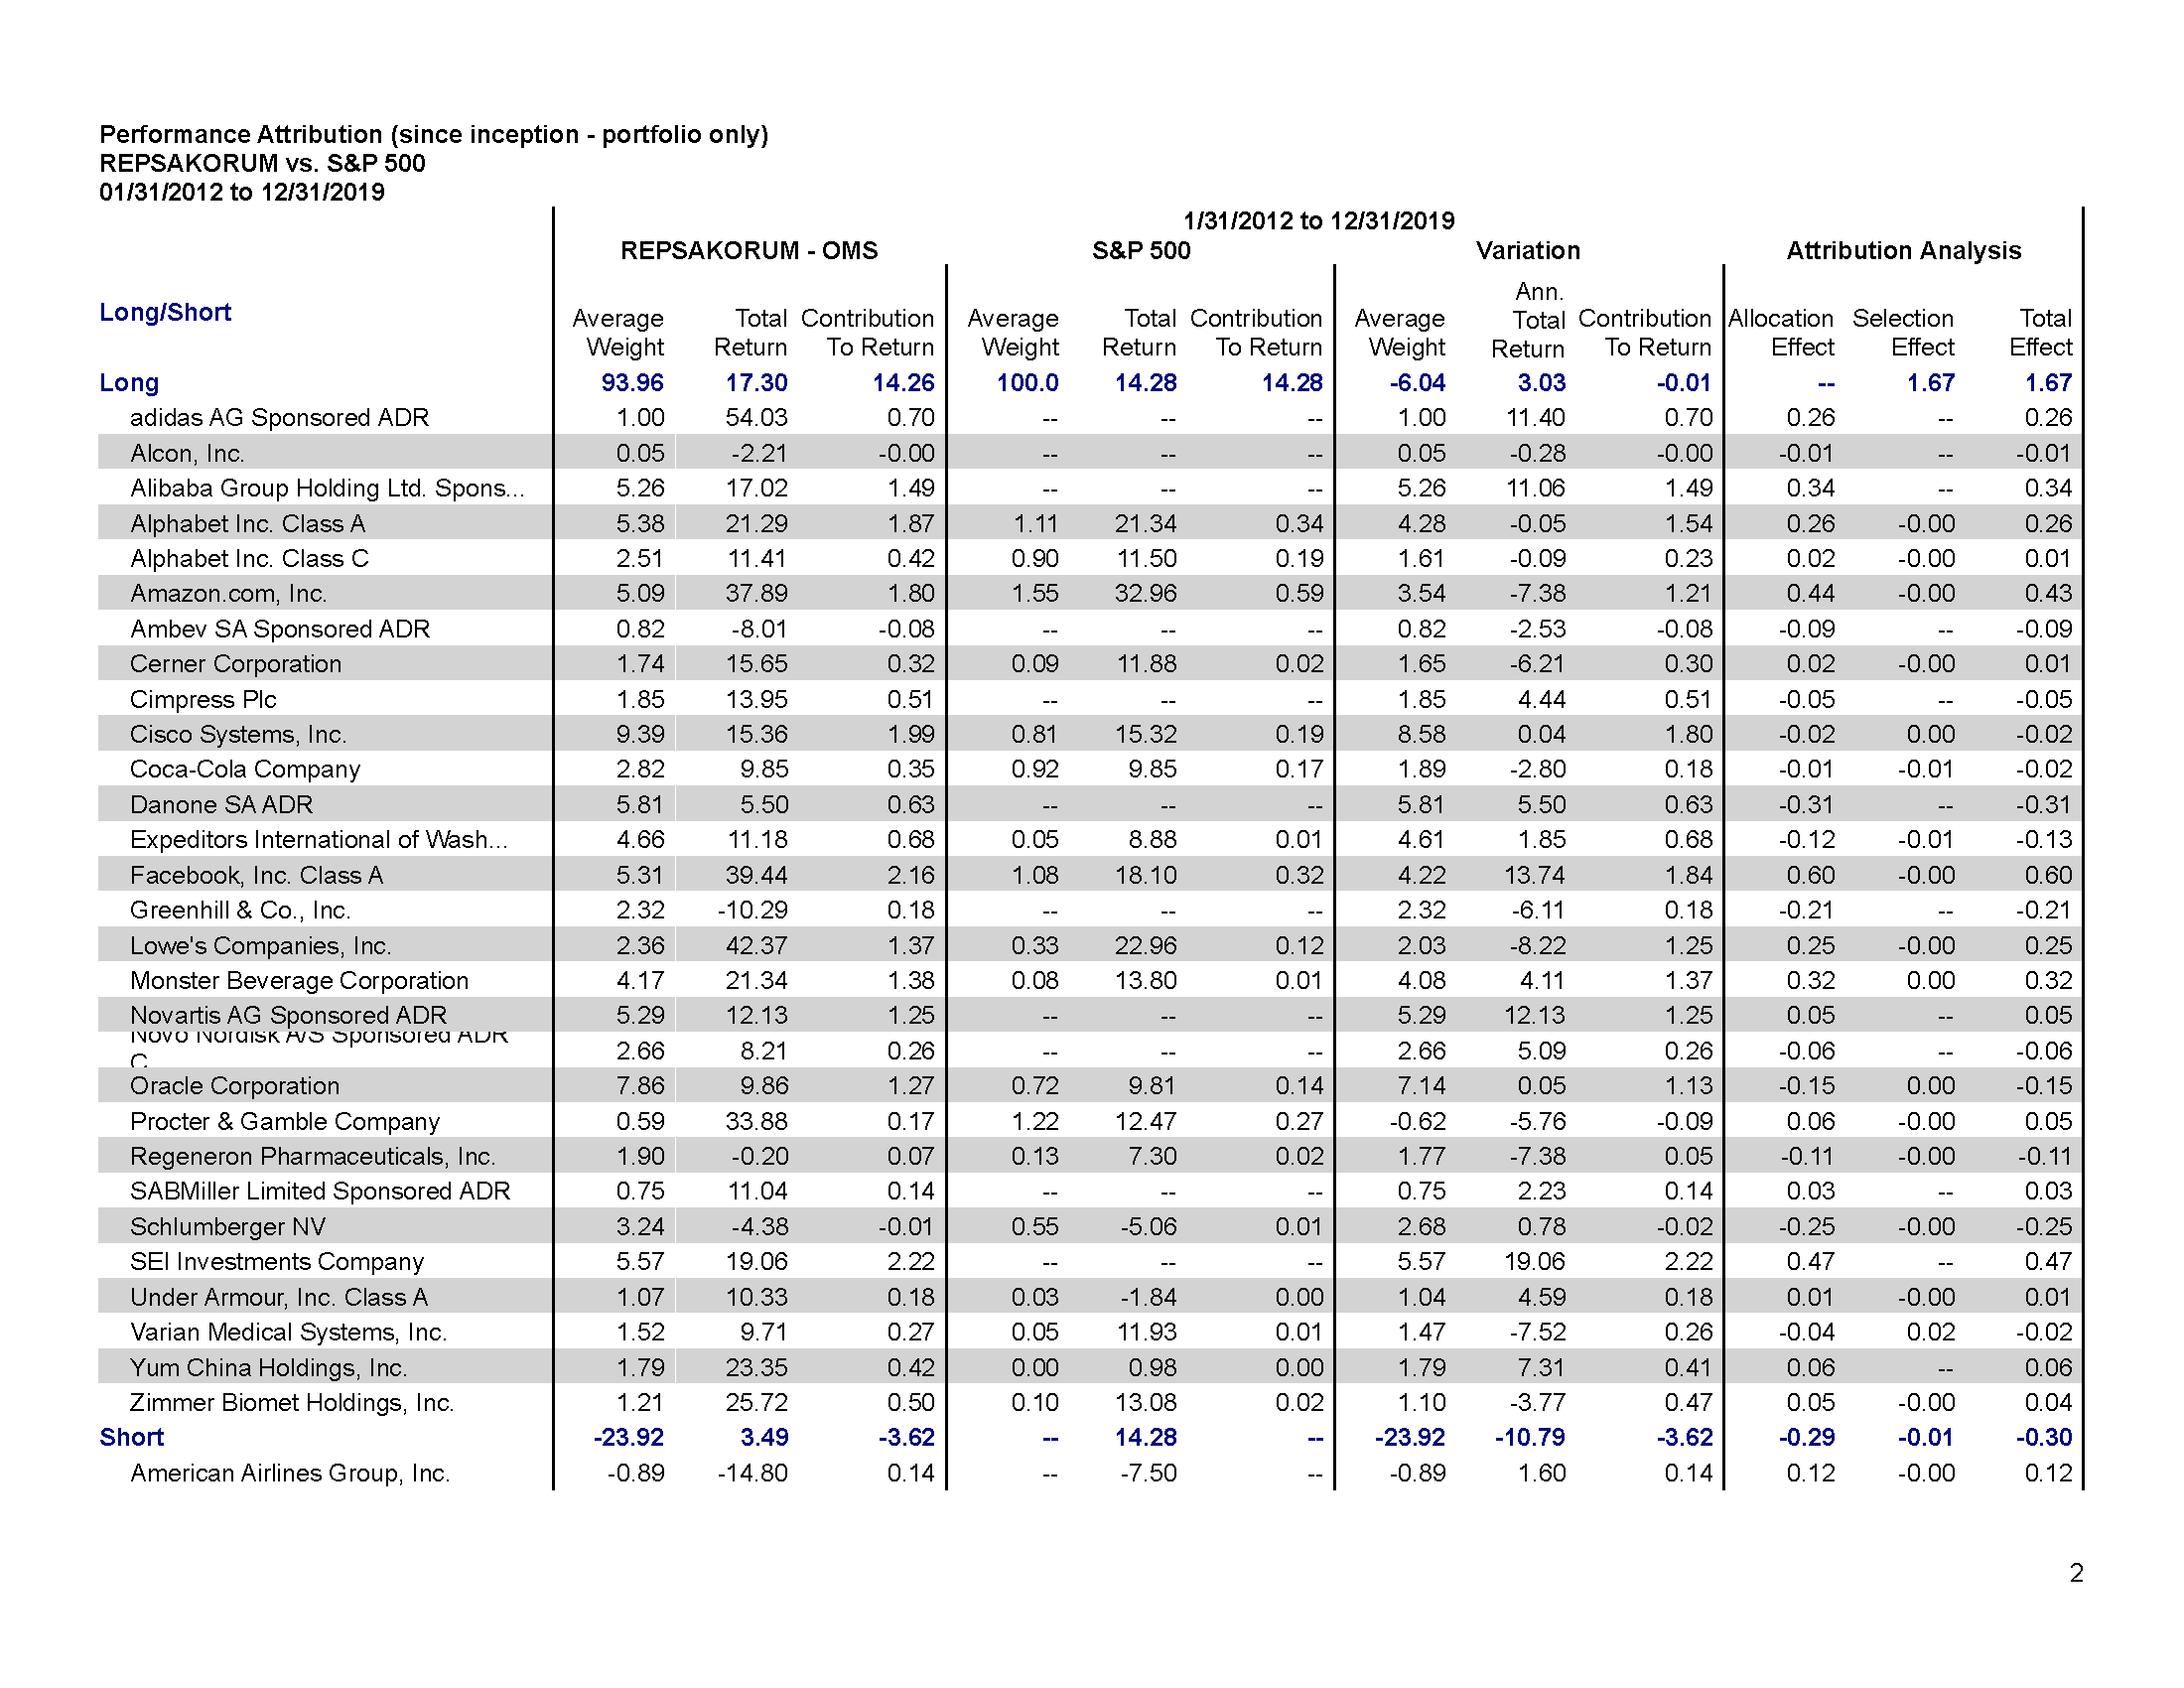 Performance Attribution (since inception - portfolio only)
REPSAKORUM vs. S&P 500
01/31/2012 to 12/31/2019
1/31/2012 to 12/31/2019
REPSAKORUM - OMS S&P 500 Variation Attribution Analysis
Long/Short Average Weight Total Return Contribution To Return Average Weight Total Return Contribution To Return Average Weight Ann. Total Return Contribution To Return Allocation Effect Selection Effect Total Effect
Long 93.96 17.30 14.26 100.0 14.28 14.28 -6.04 3.03 -0.01 -- 1.67 1.67
adidas AG Sponsored ADR 1.00 54.03 0.70 -- -- -- 1.00 11.40 0.70 0.26 -- 0.26
Alcon, Inc. 0.05 -2.21 -0.00 -- -- -- 0.05 -0.28 -0.00 -0.01 -- -0.01
Alibaba Group Holding Ltd. Spons... 5.26 17.02 1.49 -- -- -- 5.26 11.06 1.49 0.34 -- 0.34
Alphabet Inc. Class A 5.38 21.29 1.87 1.11 21.34 0.34 4.28 -0.05 1.54 0.26 -0.00 0.26
Alphabet Inc. Class C 2.51 11.41 0.42 0.90 11.50 0.19 1.61 -0.09 0.23 0.02 -0.00 0.01
Amazon.com, Inc. 5.09 37.89 1.80 1.55 32.96 0.59 3.54 -7.38 1.21 0.44 -0.00 0.43
Ambev SA Sponsored ADR 0.82 -8.01 -0.08 -- -- -- 0.82 -2.53 -0.08 -0.09 -- -0.09
Cerner Corporation 1.74 15.65 0.32 0.09 11.88 0.02 1.65 -6.21 0.30 0.02 -0.00 0.01
Cimpress Plc 1.85 13.95 0.51 -- -- -- 1.85 4.44 0.51 -0.05 -- -0.05
Cisco Systems, Inc. 9.39 15.36 1.99 0.81 15.32 0.19 8.58 0.04 1.80 -0.02 0.00 -0.02
Coca-Cola Company 2.82 9.85 0.35 0.92 9.85 0.17 1.89 -2.80 0.18 -0.01 -0.01 -0.02
Danone SA ADR 5.81 5.50 0.63 -- -- -- 5.81 5.50 0.63 -0.31 -- -0.31
Expeditors International of Wash... 4.66 11.18 0.68 0.05 8.88 0.01 4.61 1.85 0.68 -0.12 -0.01 -0.13
Facebook, Inc. Class A 5.31 39.44 2.16 1.08 18.10 0.32 4.22 13.74 1.84 0.60 -0.00 0.60
Greenhill & Co., Inc. 2.32 -10.29 0.18 -- -- -- 2.32 -6.11 0.18 -0.21 -- -0.21
Lowe's Companies, Inc. 2.36 42.37 1.37 0.33 22.96 0.12 2.03 -8.22 1.25 0.25 -0.00 0.25
Monster Beverage Corporation 4.17 21.34 1.38 0.08 13.80 0.01 4.08 4.11 1.37 0.32 0.00 0.32
Novartis AG Sponsored ADR 5.29 12.13 1.25 -- -- -- 5.29 12.13 1.25 0.05 -- 0.05
Novo Nordisk A/S Sponsored ADR C 2.66 8.21 0.26 -- -- -- 2.66 5.09 0.26 -0.06 -- -0.06
Oracle Corporation 7.86 9.86 1.27 0.72 9.81 0.14 7.14 0.05 1.13 -0.15 0.00 -0.15
Procter & Gamble Company 0.59 33.88 0.17 1.22 12.47 0.27 -0.62 -5.76 -0.09 0.06 -0.00 0.05
Regeneron Pharmaceuticals, Inc. 1.90 -0.20 0.07 0.13 7.30 0.02 1.77 -7.38 0.05 -0.11 -0.00 -0.11
SABMiller Limited Sponsored ADR 0.75 11.04 0.14 -- -- -- 0.75 2.23 0.14 0.03 -- 0.03
Schlumberger NV 3.24 -4.38 -0.01 0.55 -5.06 0.01 2.68 0.78 -0.02 -0.25 -0.00 -0.25
SEI Investments Company 5.57 19.06 2.22 -- -- -- 5.57 19.06 2.22 0.47 -- 0.47
Under Armour, Inc. Class A 1.07 10.33 0.18 0.03 -1.84 0.00 1.04 4.59 0.18 0.01 -0.00 0.01
Varian Medical Systems, Inc. 1.52 9.71 0.27 0.05 11.93 0.01 1.47 -7.52 0.26 -0.04 0.02 -0.02
Yum China Holdings, Inc. 1.79 23.35 0.42 0.00 0.98 0.00 1.79 7.31 0.41 0.06 -- 0.06
Zimmer Biomet Holdings, Inc. 1.21 25.72 0.50 0.10 13.08 0.02 1.10 -3.77 0.47 0.05 -0.00 0.04
Short -23.92 3.49 -3.62 -- 14.28 -- -23.92 -10.79 -3.62 -0.29 -0.01 -0.30
American Airlines Group, Inc. -0.89 -14.80 0.14 -- -7.50 -- -0.89 1.60 0.14 0.12 -0.00 0.12
2